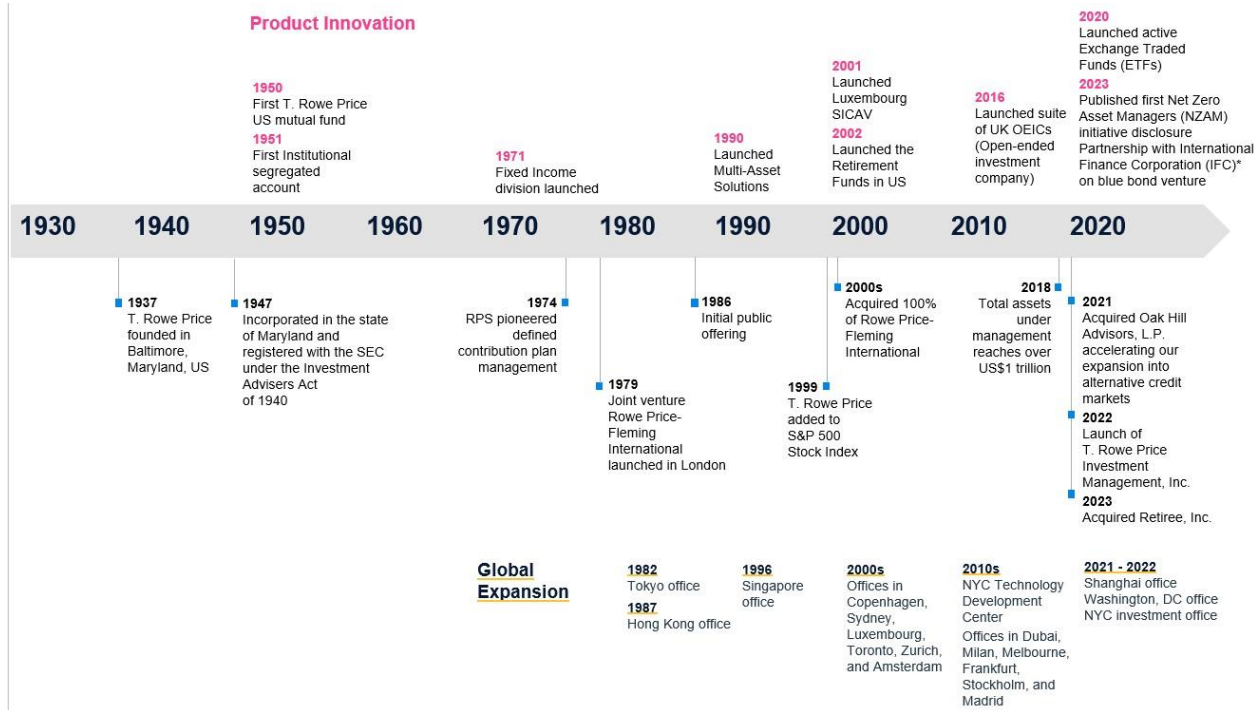 Product Innovation
1950
First T. Rowe Price
US mutual fund
1951
First Institutional
segregated
account
1971
Fixed Income
division launched
1990
Launched
Multi-Asset
Solutions
2001
Launched
Luxembourg
SICAV
2002
Launched the
Retirement
Funds in US
2016
Launched suite
of UK OEICs
(Open-ended
investment
company)
2020
Launched active
Exchange Traded
Funds (ETFs)
2023
Published first Net Zero
Asset Managers (NZAM)
initiative disclosure
Partnership with International
Finance Corporation (IFC)*
on blue bond venture
1930 1940 1950 1960 1970 1980 1990 2000 2010 2020
1937
T. Rowe Price
founded in
Baltimore,
Maryland, US
1947
Incorporated in the state
of Maryland and
registered with the SEC
under the Investment
Advisers Act
of 1940
1974
RPS pioneered
defined
contribution plan
management
1979
Joint venture
Rowe Price-
Fleming
International
launched in London
1986
Initial public
offering
1999
T. Rowe Price
added to
S&P 500
Stock Index
2000s
Acquired 100%
of Rowe Price-
Fleming
International
2018
Total assets
under
management
reaches over
US$1 trillion
2021
Acquired Oak Hill
Advisors, L.P.
accelerating our
expansion into
alternative credit
markets
2022
Launch of
T. Rowe Price
Investment
Management, Inc.
2023
Acquired Retiree, Inc.
Global
Expansion
1982
Tokyo office
1987
Hong Kong office
1996
Singapore
office
2000s
Offices in
Copenhagen,
Sydney,
Luxembourg,
Toronto, Zurich,
and Amsterdam
2010s
NYC Technology
Development
Center
Offices in Dubai,
Milan, Melbourne,
Frankfurt,
Stockholm, and
Madrid
2021 - 2022
Shanghai office
Washington, DC office
NYC investment office